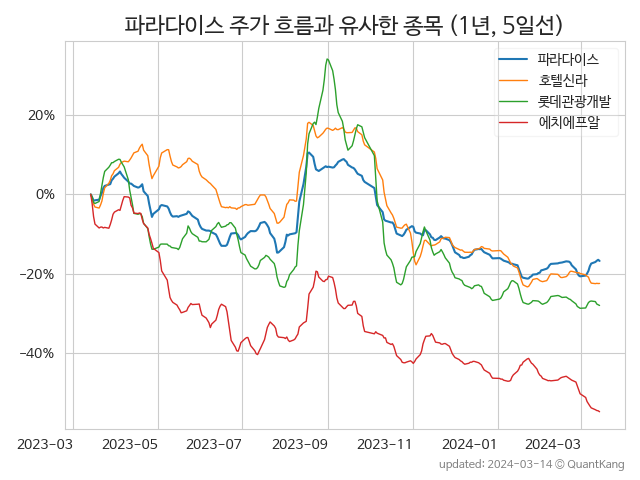 파라다이스 주가 흐름과 유사한 종목 (1년, 5일선)
파라다이스
호텔신라
롯데관광개발
에치에프알
20%
0%
−20%
−40%
2023-03
2023-05
2023-07
2023-09
2023-11
2024-01
2024-03
updated: 2024-03-14 © QuantKang